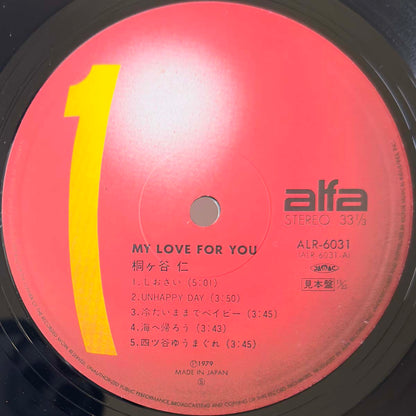 1
alfa
STEREO 33⅓
MY LOVE FOR YOU
ALR-6031
(ALR-6031-A)
桐ヶ谷 仁
JASRAC
1. しおさい (5:01)
見本盤
2. UNHAPPY DAY (3:50)
3. 冷たいままでベイビー (3:45)
4. 海へ帰ろう (3:43)
5. 四ツ谷ゆうまぐれ (3:45)
Ⓟ1979
MADE IN JAPAN
Ⓢ